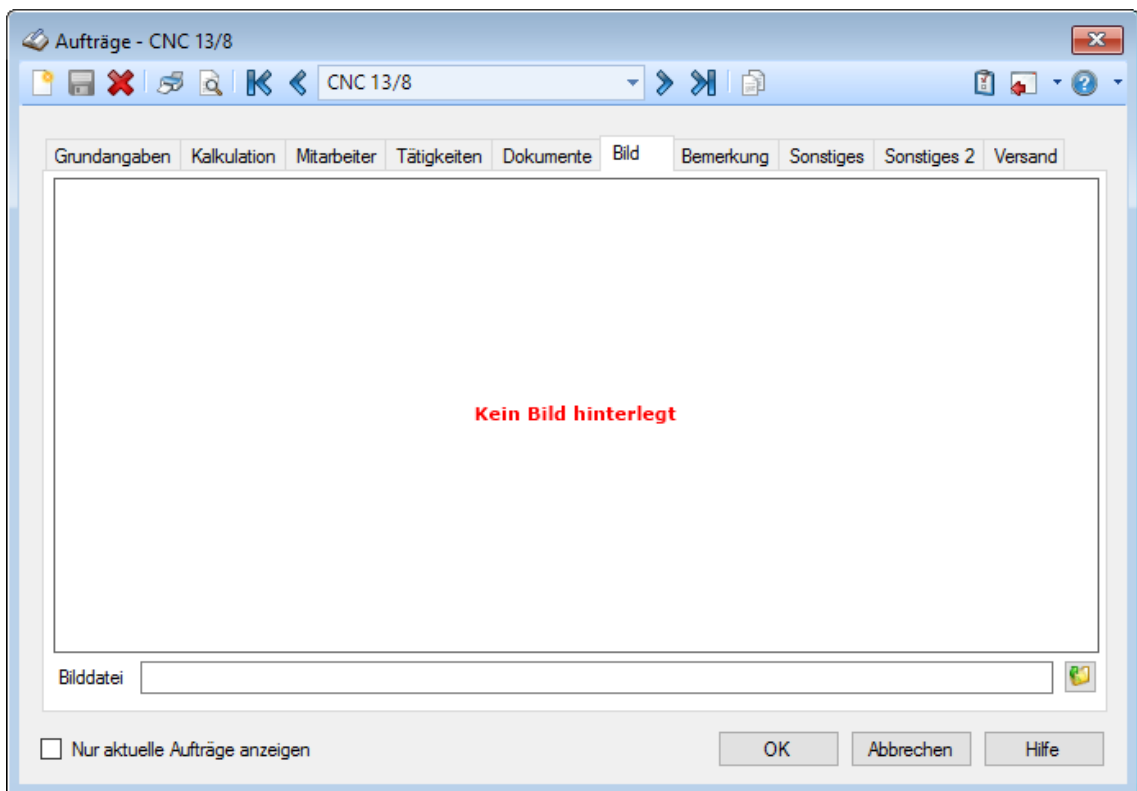 Aufträge - CNC 13/8
CNC 13/8
Grundangaben Kalkulation Mitarbeiter Tätigkeiten Dokumente Bild Bemerkung Sonstiges Sonstiges 2 Versand
Kein Bild hinterlegt
Bilddatei
Nur aktuelle Aufträge anzeigen OK Abbrechen Hilfe